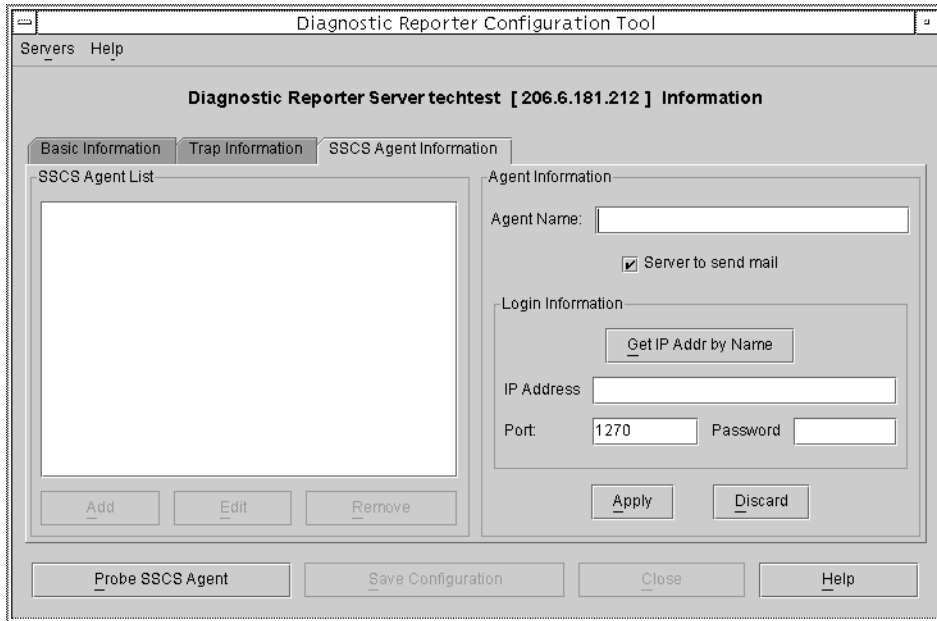 Diagnostic Reporter Configuration Tool
Servers Help
Diagnostic Reporter Server techtest [ 206.6.181.212 ] Information
Basic Information Trap Information SSCS Agent Information
SSCS Agent List
Agent Information
Agent Name:
Server to send mail
Login Information
Get IP Addr by Name
IP Address
Port: 1270 Password
Add Edit Remove
Apply Discard
Probe SSCS Agent Save Configuration Close Help